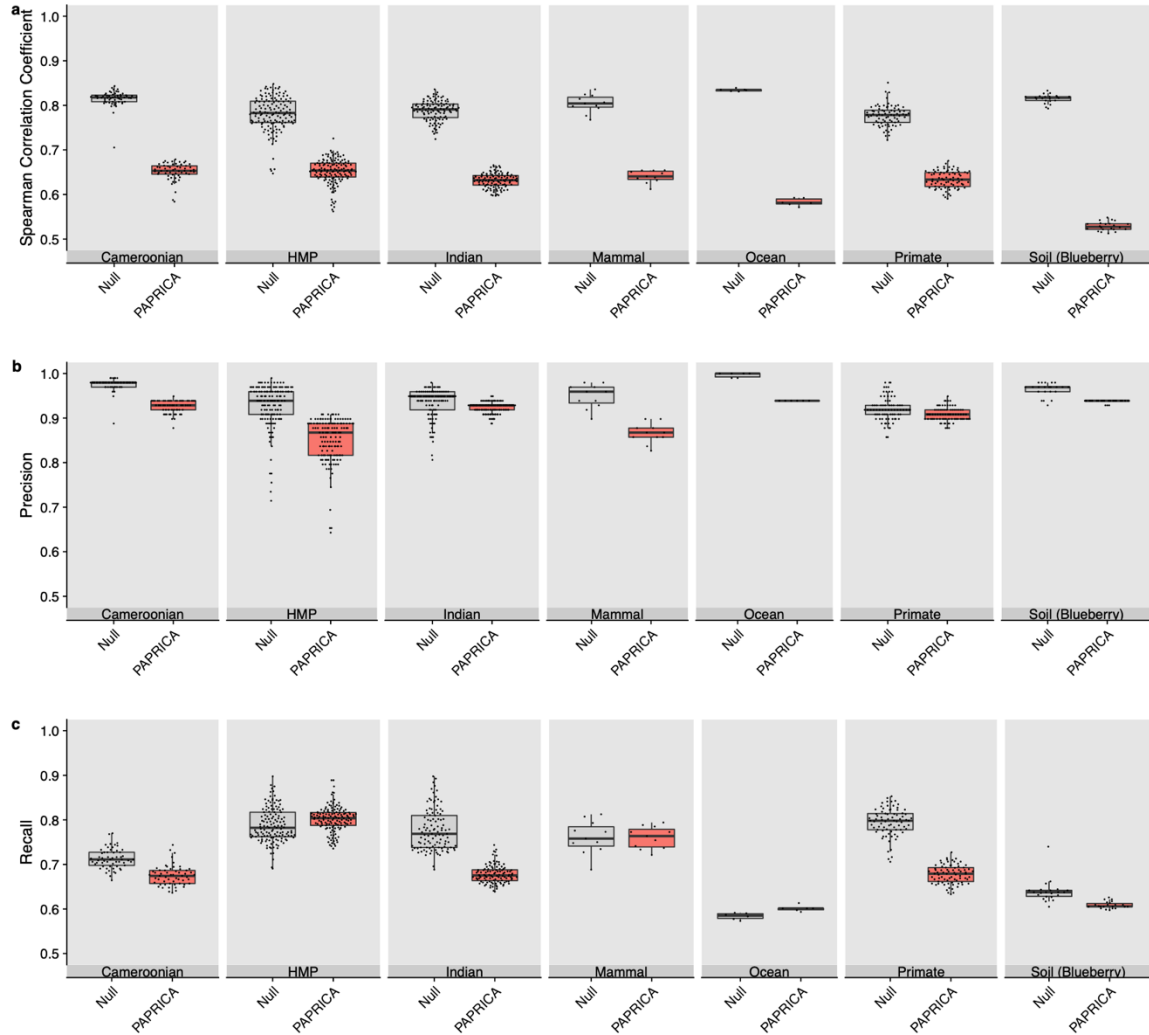 a
Spearman Correlation Coefficient
1.0
0.9
0.8
0.7
0.6
0.5
Cameroonian
HMP
Indian
Mammal
Ocean
Primate
Soil (Blueberry)
Null
PAPRICA
Null
PAPRICA
Null
PAPRICA
Null
PAPRICA
Null
PAPRICA
Null
PAPRICA
Null
PAPRICA
b
Precision
1.0
0.9
0.8
0.7
0.6
0.5
Cameroonian
HMP
Indian
Mammal
Ocean
Primate
Soil (Blueberry)
Null
PAPRICA
Null
PAPRICA
Null
PAPRICA
Null
PAPRICA
Null
PAPRICA
Null
PAPRICA
Null
PAPRICA
c
Recall
1.0
0.9
0.8
0.7
0.6
0.5
Cameroonian
HMP
Indian
Mammal
Ocean
Primate
Soil (Blueberry)
Null
PAPRICA
Null
PAPRICA
Null
PAPRICA
Null
PAPRICA
Null
PAPRICA
Null
PAPRICA
Null
PAPRICA